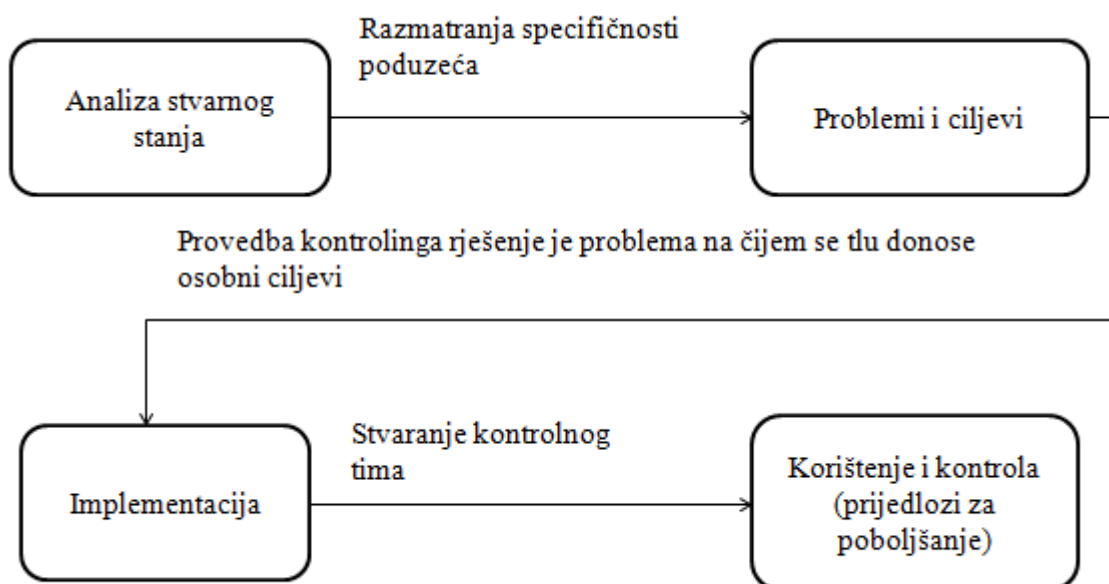 Razmatranja specifičnosti
poduzeća
Analiza stvarnog
stanja
Problemi i ciljevi
Provedba kontrolinga rješenje je problema na čijem se tlu donose
osobni ciljevi
Implementacija
Stvaranje kontrolnog
tima
Korištenje i kontrola
(prijedlozi za
poboljšanje)